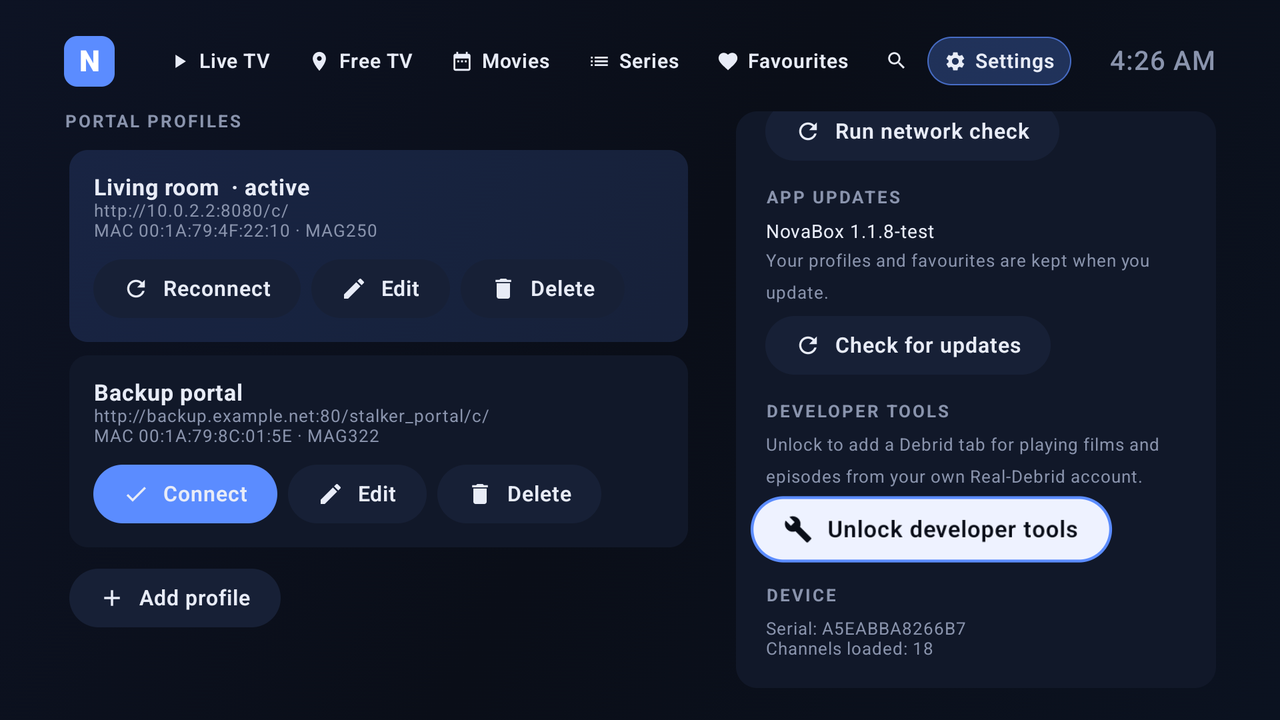 N
Live TV
Free TV
Movies
Series
Favourites
Settings
4:26 AM
PORTAL PROFILES
Living room · active
http://10.0.2.2:8080/c/
MAC 00:1A:79:4F:22:10 · MAG250
Reconnect
Edit
Delete
Backup portal
http://backup.example.net:80/stalker_portal/c/
MAC 00:1A:79:8C:01:5E · MAG322
Connect
Edit
Delete
Add profile
Run network check
APP UPDATES
NovaBox 1.1.8-test
Your profiles and favourites are kept when you
update.
Check for updates
DEVELOPER TOOLS
Unlock to add a Debrid tab for playing films and
episodes from your own Real-Debrid account.
Unlock developer tools
DEVICE
Serial: A5EABBA8266B7
Channels loaded: 18